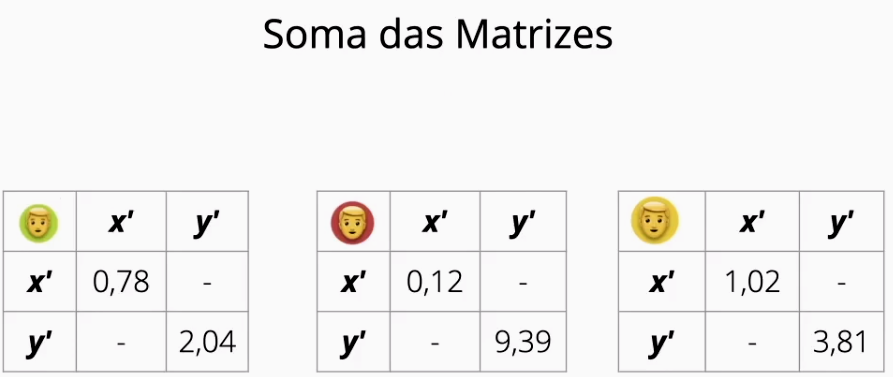 Soma das Matrizes
x' y' x' y' x' y'
x' 0,78 - x' 0,12 - x' 1,02 -
y' - 2,04 y' - 9,39 y' - 3,81